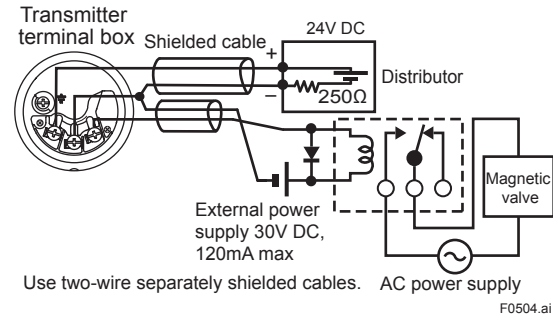 Transmitter
terminal box
Shielded cable
24V DC
+
−
250Ω
Distributor
External power
supply 30V DC,
120mA max
Magnetic
valve
Use two-wire separately shielded cables.
AC power supply
F0504.ai